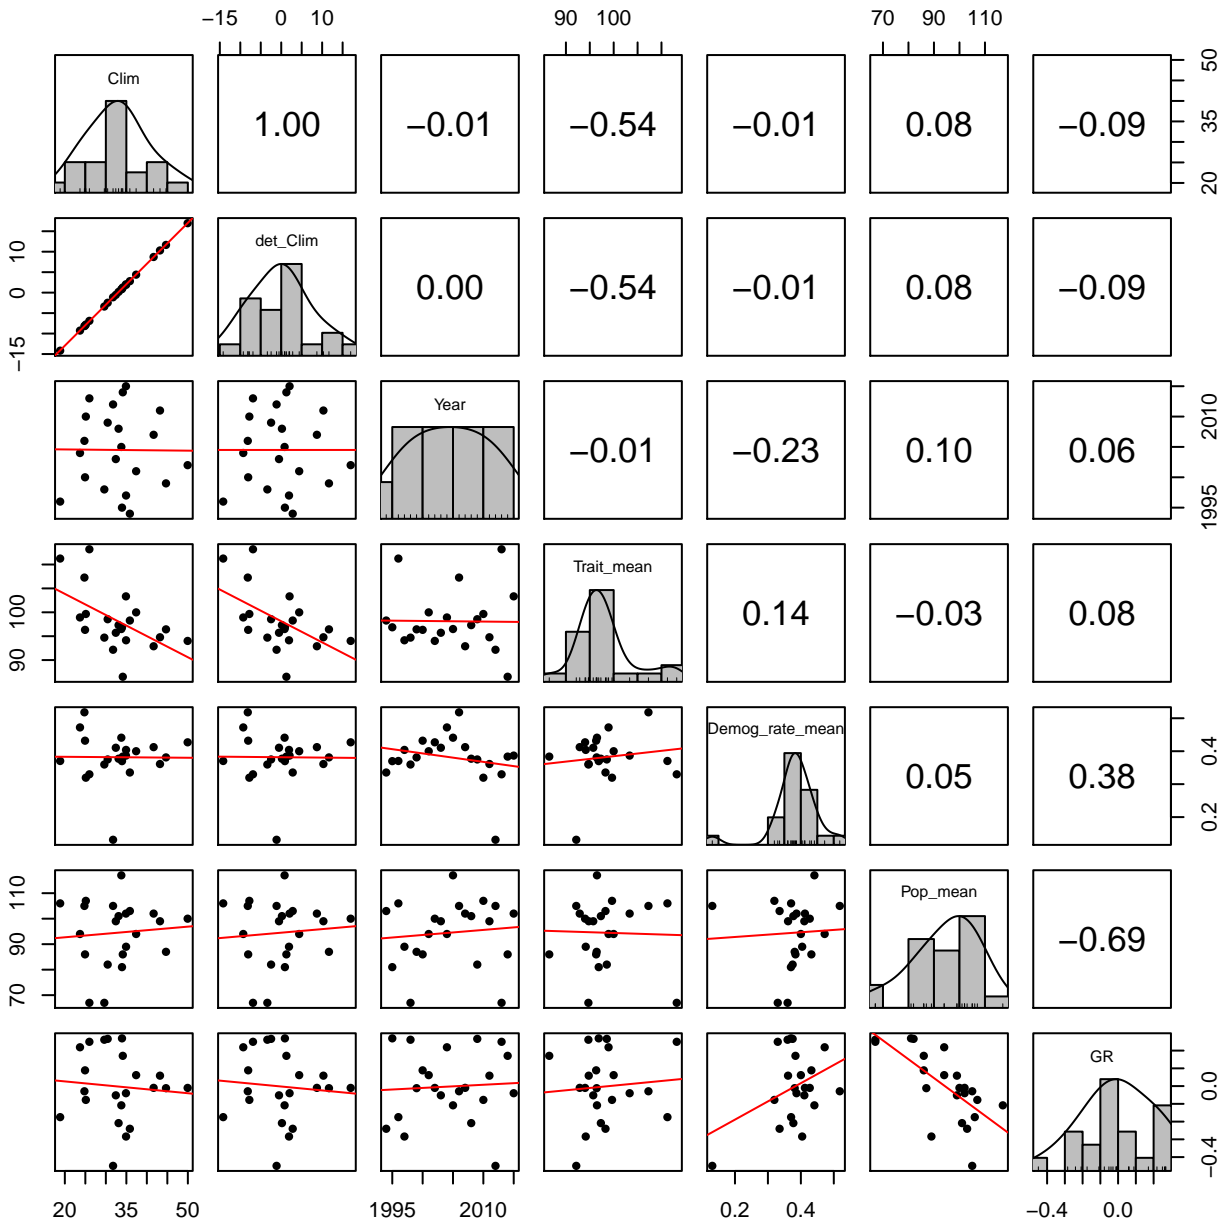 −15 0 10 90 100 70 90 110
Clim 1.00 −0.01 −0.54 −0.01 0.08 −0.09 20 35 50
−15 0 10 det_Clim 0.00 −0.54 −0.01 0.08 −0.09
Year −0.01 −0.23 0.10 0.06 1995 2010
90 100 Trait_mean 0.14 −0.03 0.08
Demog_rate_mean 0.05 0.38 0.2 0.4
70 90 110 Pop_mean −0.69
GR −0.4 0.0
20 35 50 1995 2010 0.2 0.4 −0.4 0.0